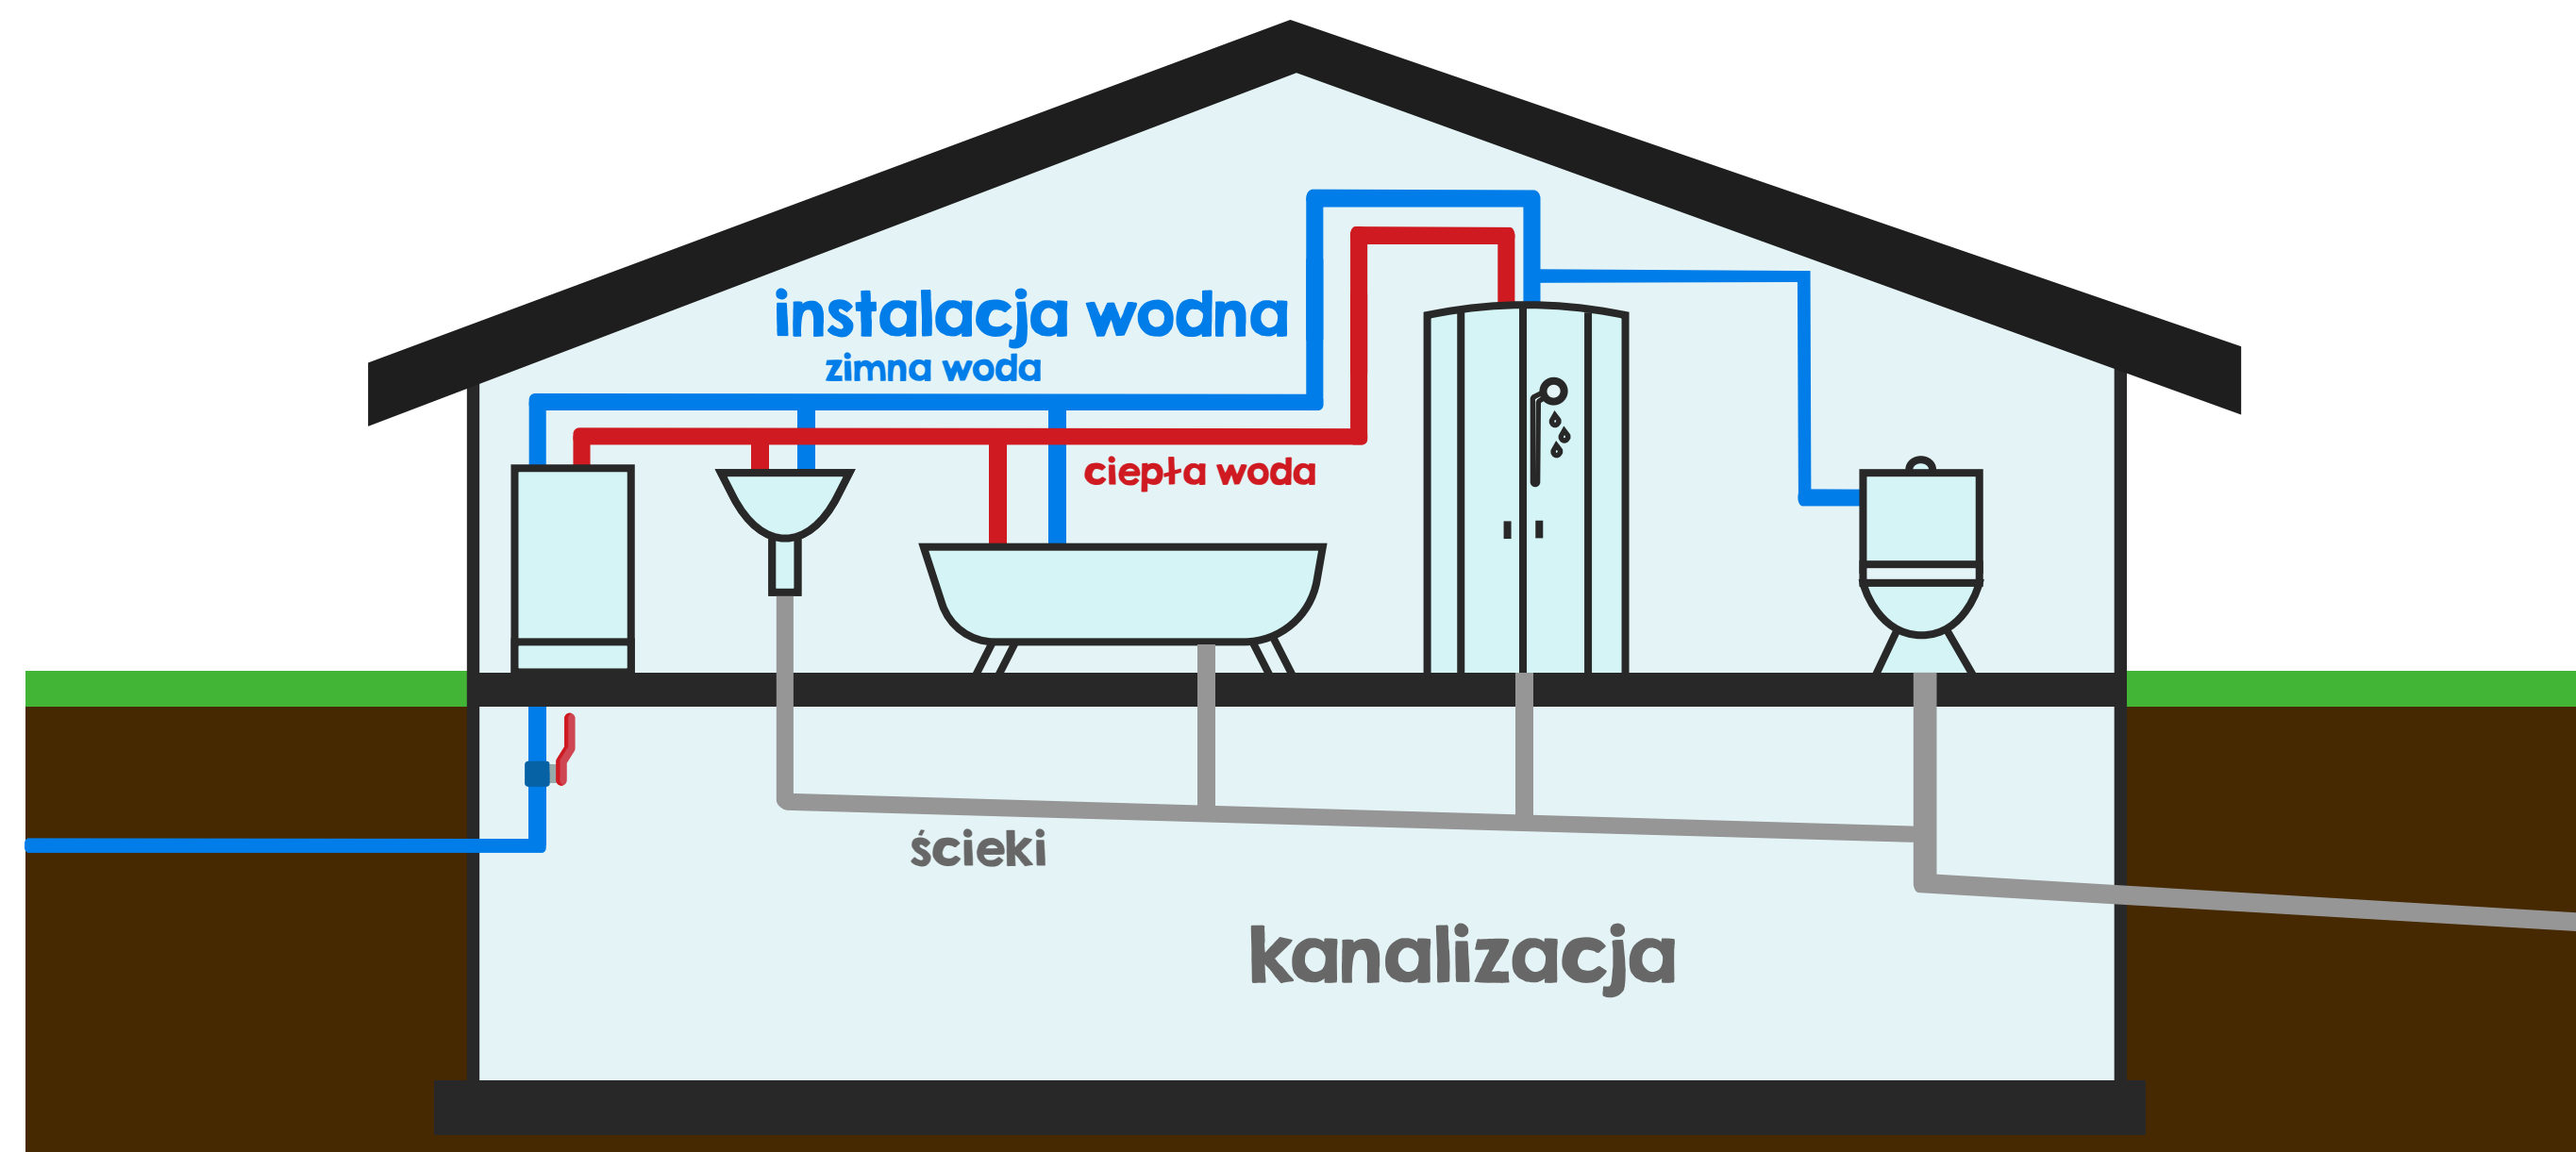 instalacja wodna
zimna woda
ciepła woda
ścieki
kanalizacja